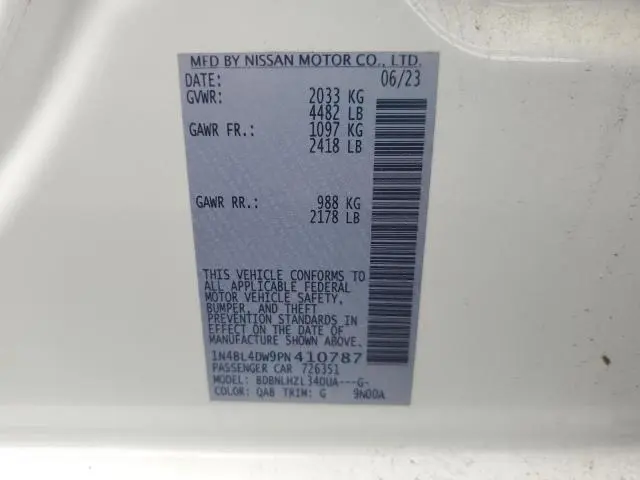 MFD BY NISSAN MOTOR CO., LTD.
DATE: 06/23
GVWR: 2033 KG
4482 LB
GAWR FR.: 1097 KG
2418 LB
GAWR RR.: 988 KG
2178 LB
THIS VEHICLE CONFORMS TO
ALL APPLICABLE FEDERAL
MOTOR VEHICLE SAFETY,
BUMPER, AND THEFT
PREVENTION STANDARDS IN
EFFECT ON THE DATE OF
MANUFACTURE SHOWN ABOVE.
1N4BL4DW9PN410787
PASSENGER CAR 726351
MODEL: BDBNLHZL34DUA---G-
COLOR: QAB TRIM: G 9N00A